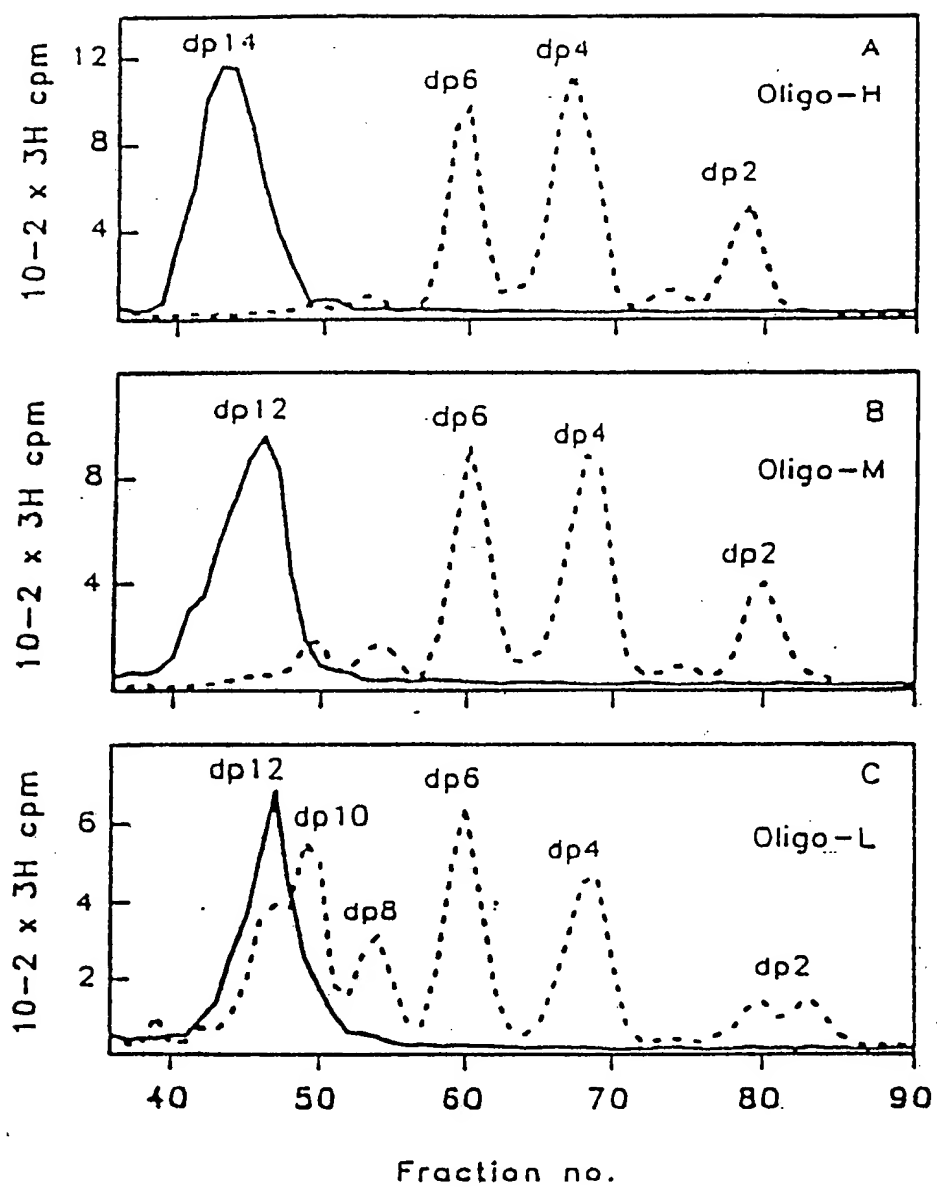 dp14
A
12
dp4
dp6
Oligo-H
8
dp2
4
10-2 x 3H cpm
dp12
B
dp6
dp4
8
Oligo-M
dp2
4
10-2 x 3H cpm
dp12
dp6
C
6
dp10
Oligo-L
dp4
4
dp8
dp2
2
10-2 x 3H cpm
40 50 60 70 80 90
Fraction no.